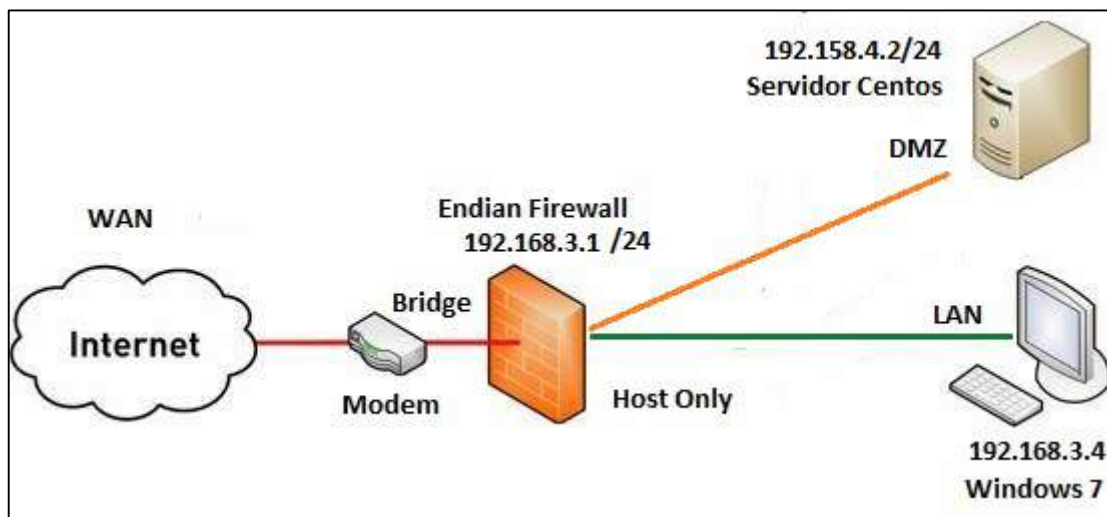 192.158.4.2/24
Servidor Centos
DMZ
Endian Firewall
192.168.3.1 /24
WAN
Bridge
Internet
LAN
Modem
Host Only
192.168.3.4
Windows 7